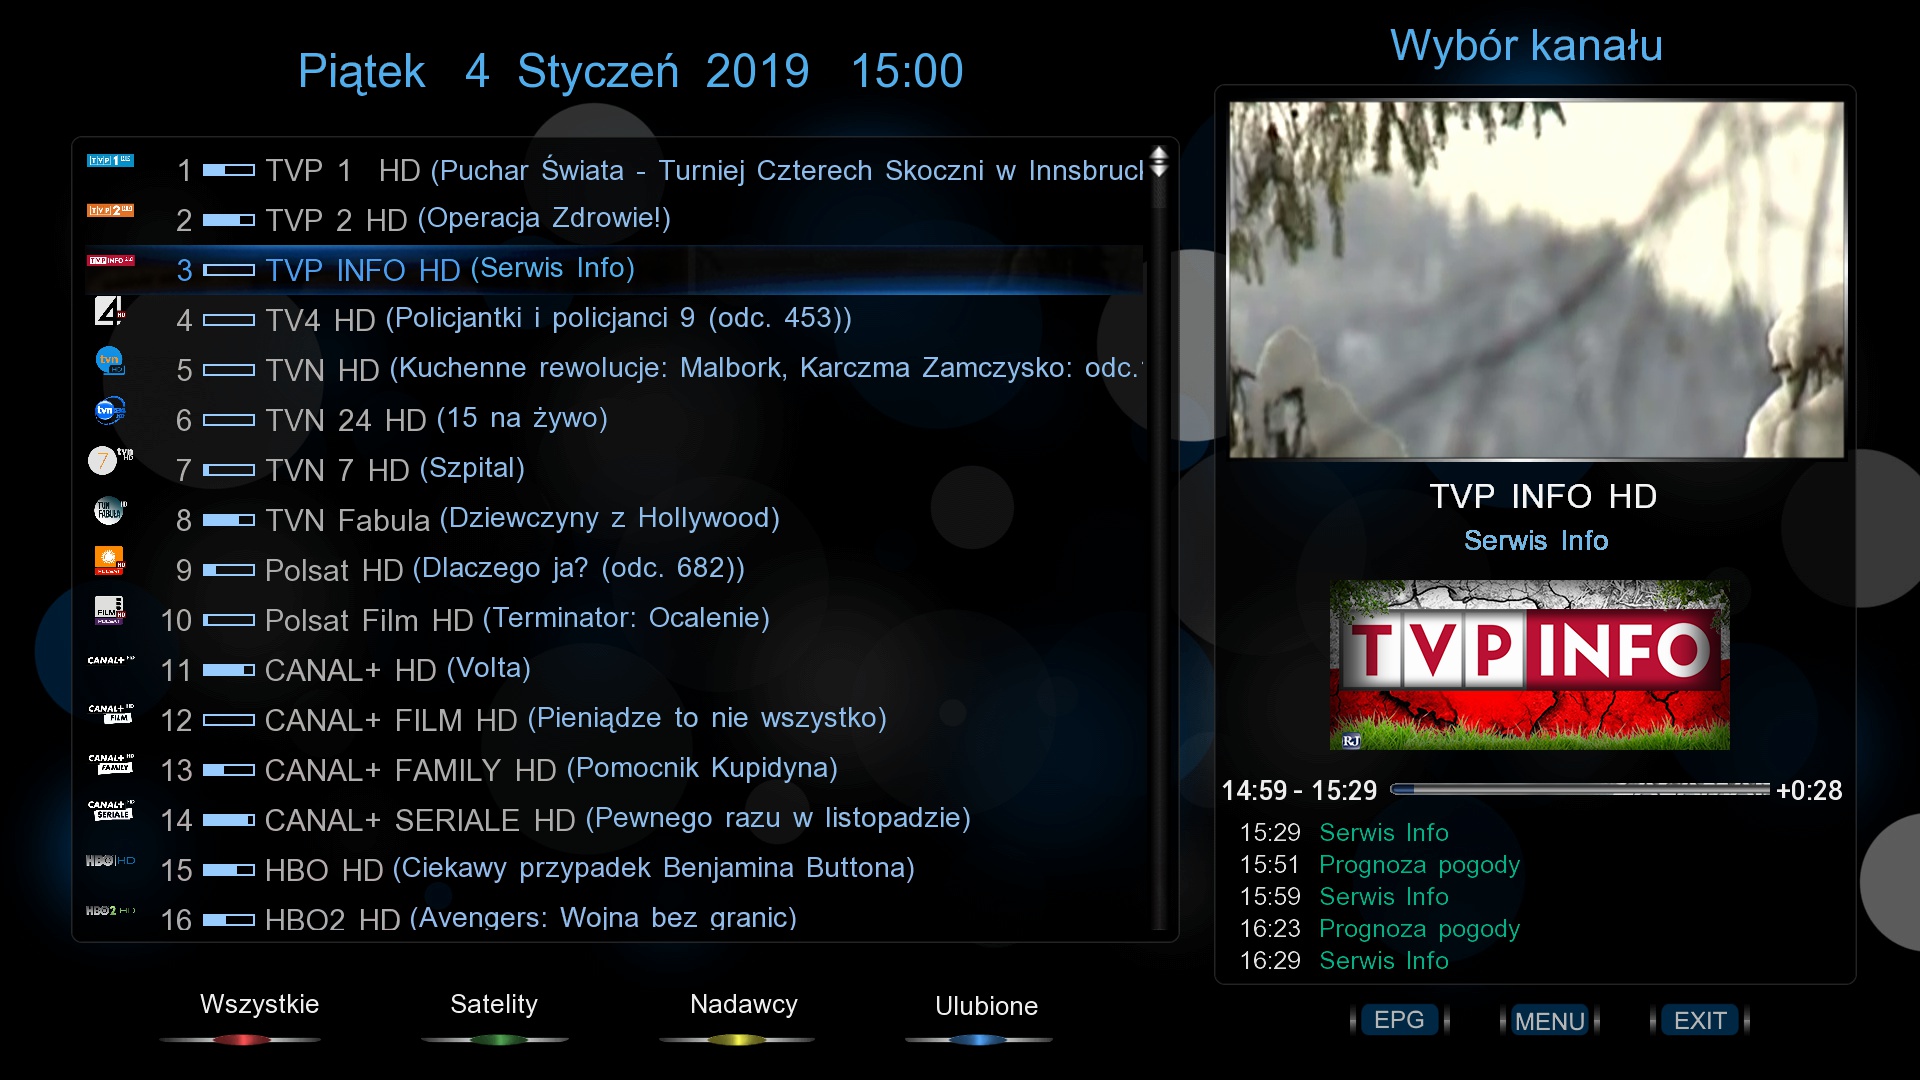 Piątek 4 Styczeń 2019 15:00
Wybór kanału
1 TVP 1 HD (Puchar Świata - Turniej Czterech Skoczni w Innsbruck
2 TVP 2 HD (Operacja Zdrowie!)
3 TVP INFO HD (Serwis Info)
4 TV4 HD (Policjantki i policjanci 9 (odc. 453))
5 TVN HD (Kuchenne rewolucje: Malbork, Karczma Zamczysko: odc.
6 TVN 24 HD (15 na żywo)
7 TVN 7 HD (Szpital)
8 TVN Fabula (Dziewczyny z Hollywood)
9 Polsat HD (Dlaczego ja? (odc. 682))
10 Polsat Film HD (Terminator: Ocalenie)
11 CANAL+ HD (Volta)
12 CANAL+ FILM HD (Pieniądze to nie wszystko)
13 CANAL+ FAMILY HD (Pomocnik Kupidyna)
14 CANAL+ SERIALE HD (Pewnego razu w listopadzie)
15 HBO HD (Ciekawy przypadek Benjamina Buttona)
16 HBO2 HD (Avengers: Wojna bez granic)
TVP INFO HD
Serwis Info
TVP INFO
RJ
14:59 - 15:29 +0:28
15:29 Serwis Info
15:51 Prognoza pogody
15:59 Serwis Info
16:23 Prognoza pogody
16:29 Serwis Info
Wszystkie Satelity Nadawcy Ulubione
EPG MENU EXIT